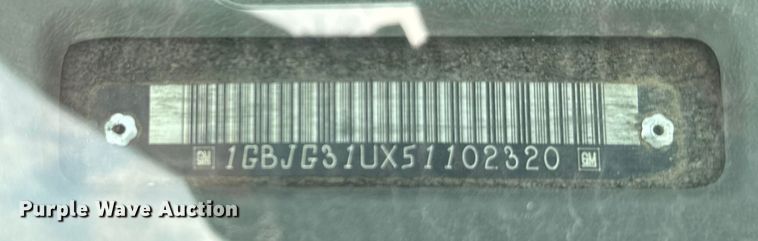 GM 1GBJG31UX51102320 GM
Purple Wave Auction